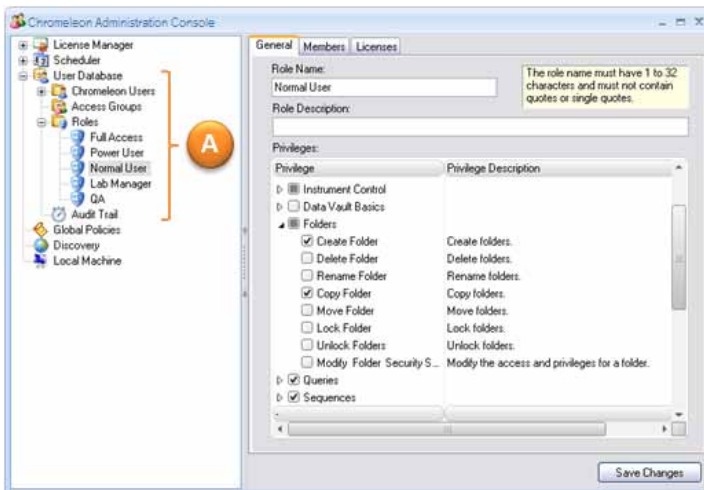 Chromeleon Administration Console
License Manager
Scheduler
User Database
Chromeleon Users
Access Groups
Roles
Full Access
Power User
Normal User
Lab Manager
QA
Audit Trail
Global Policies
Discovery
Local Machine
A
General Members Licenses
Role Name:
Normal User
The role name must have 1 to 32
characters and must not contain
quotes or single quotes.
Role Description:
Privileges:
Privilege Privilege Description
Instrument Control
Data Vault Basics
Folders
Create Folder Create folders.
Delete Folder Delete folders.
Rename Folder Rename folders.
Copy Folder Copy folders.
Move Folder Move folders.
Lock Folder Lock folders.
Unlock Folders Unlock folders.
Modify Folder Security S... Modify the access and privileges for a folder.
Queries
Sequences
Save Changes